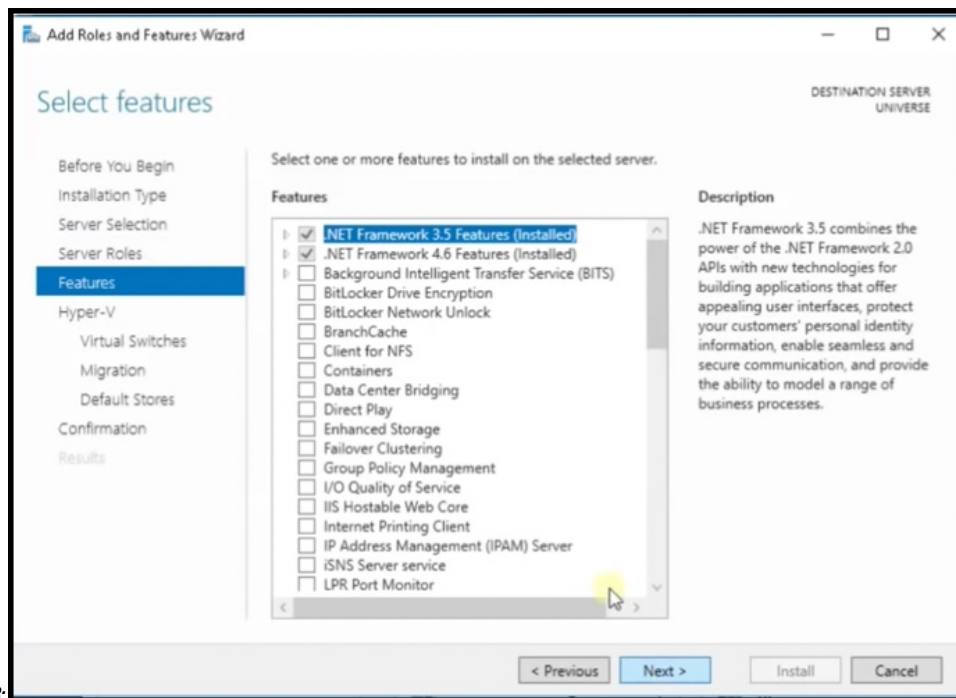 Add Roles and Features Wizard
Select features
DESTINATION SERVER
UNIVERSE
Before You Begin
Installation Type
Server Selection
Server Roles
Features
Hyper-V
Virtual Switches
Migration
Default Stores
Confirmation
Results
Select one or more features to install on the selected server.
Features
.NET Framework 3.5 Features (Installed)
.NET Framework 4.6 Features (Installed)
Background Intelligent Transfer Service (BITS)
BitLocker Drive Encryption
BitLocker Network Unlock
BranchCache
Client for NFS
Containers
Data Center Bridging
Direct Play
Enhanced Storage
Failover Clustering
Group Policy Management
I/O Quality of Service
IIS Hostable Web Core
Internet Printing Client
IP Address Management (IPAM) Server
iSNS Server service
LPR Port Monitor
Description
.NET Framework 3.5 combines the
power of the .NET Framework 2.0
APIs with new technologies for
building applications that offer
appealing user interfaces, protect
your customers' personal identity
information, enable seamless and
secure communication, and provide
the ability to model a range of
business processes.
< Previous
Next >
Install
Cancel